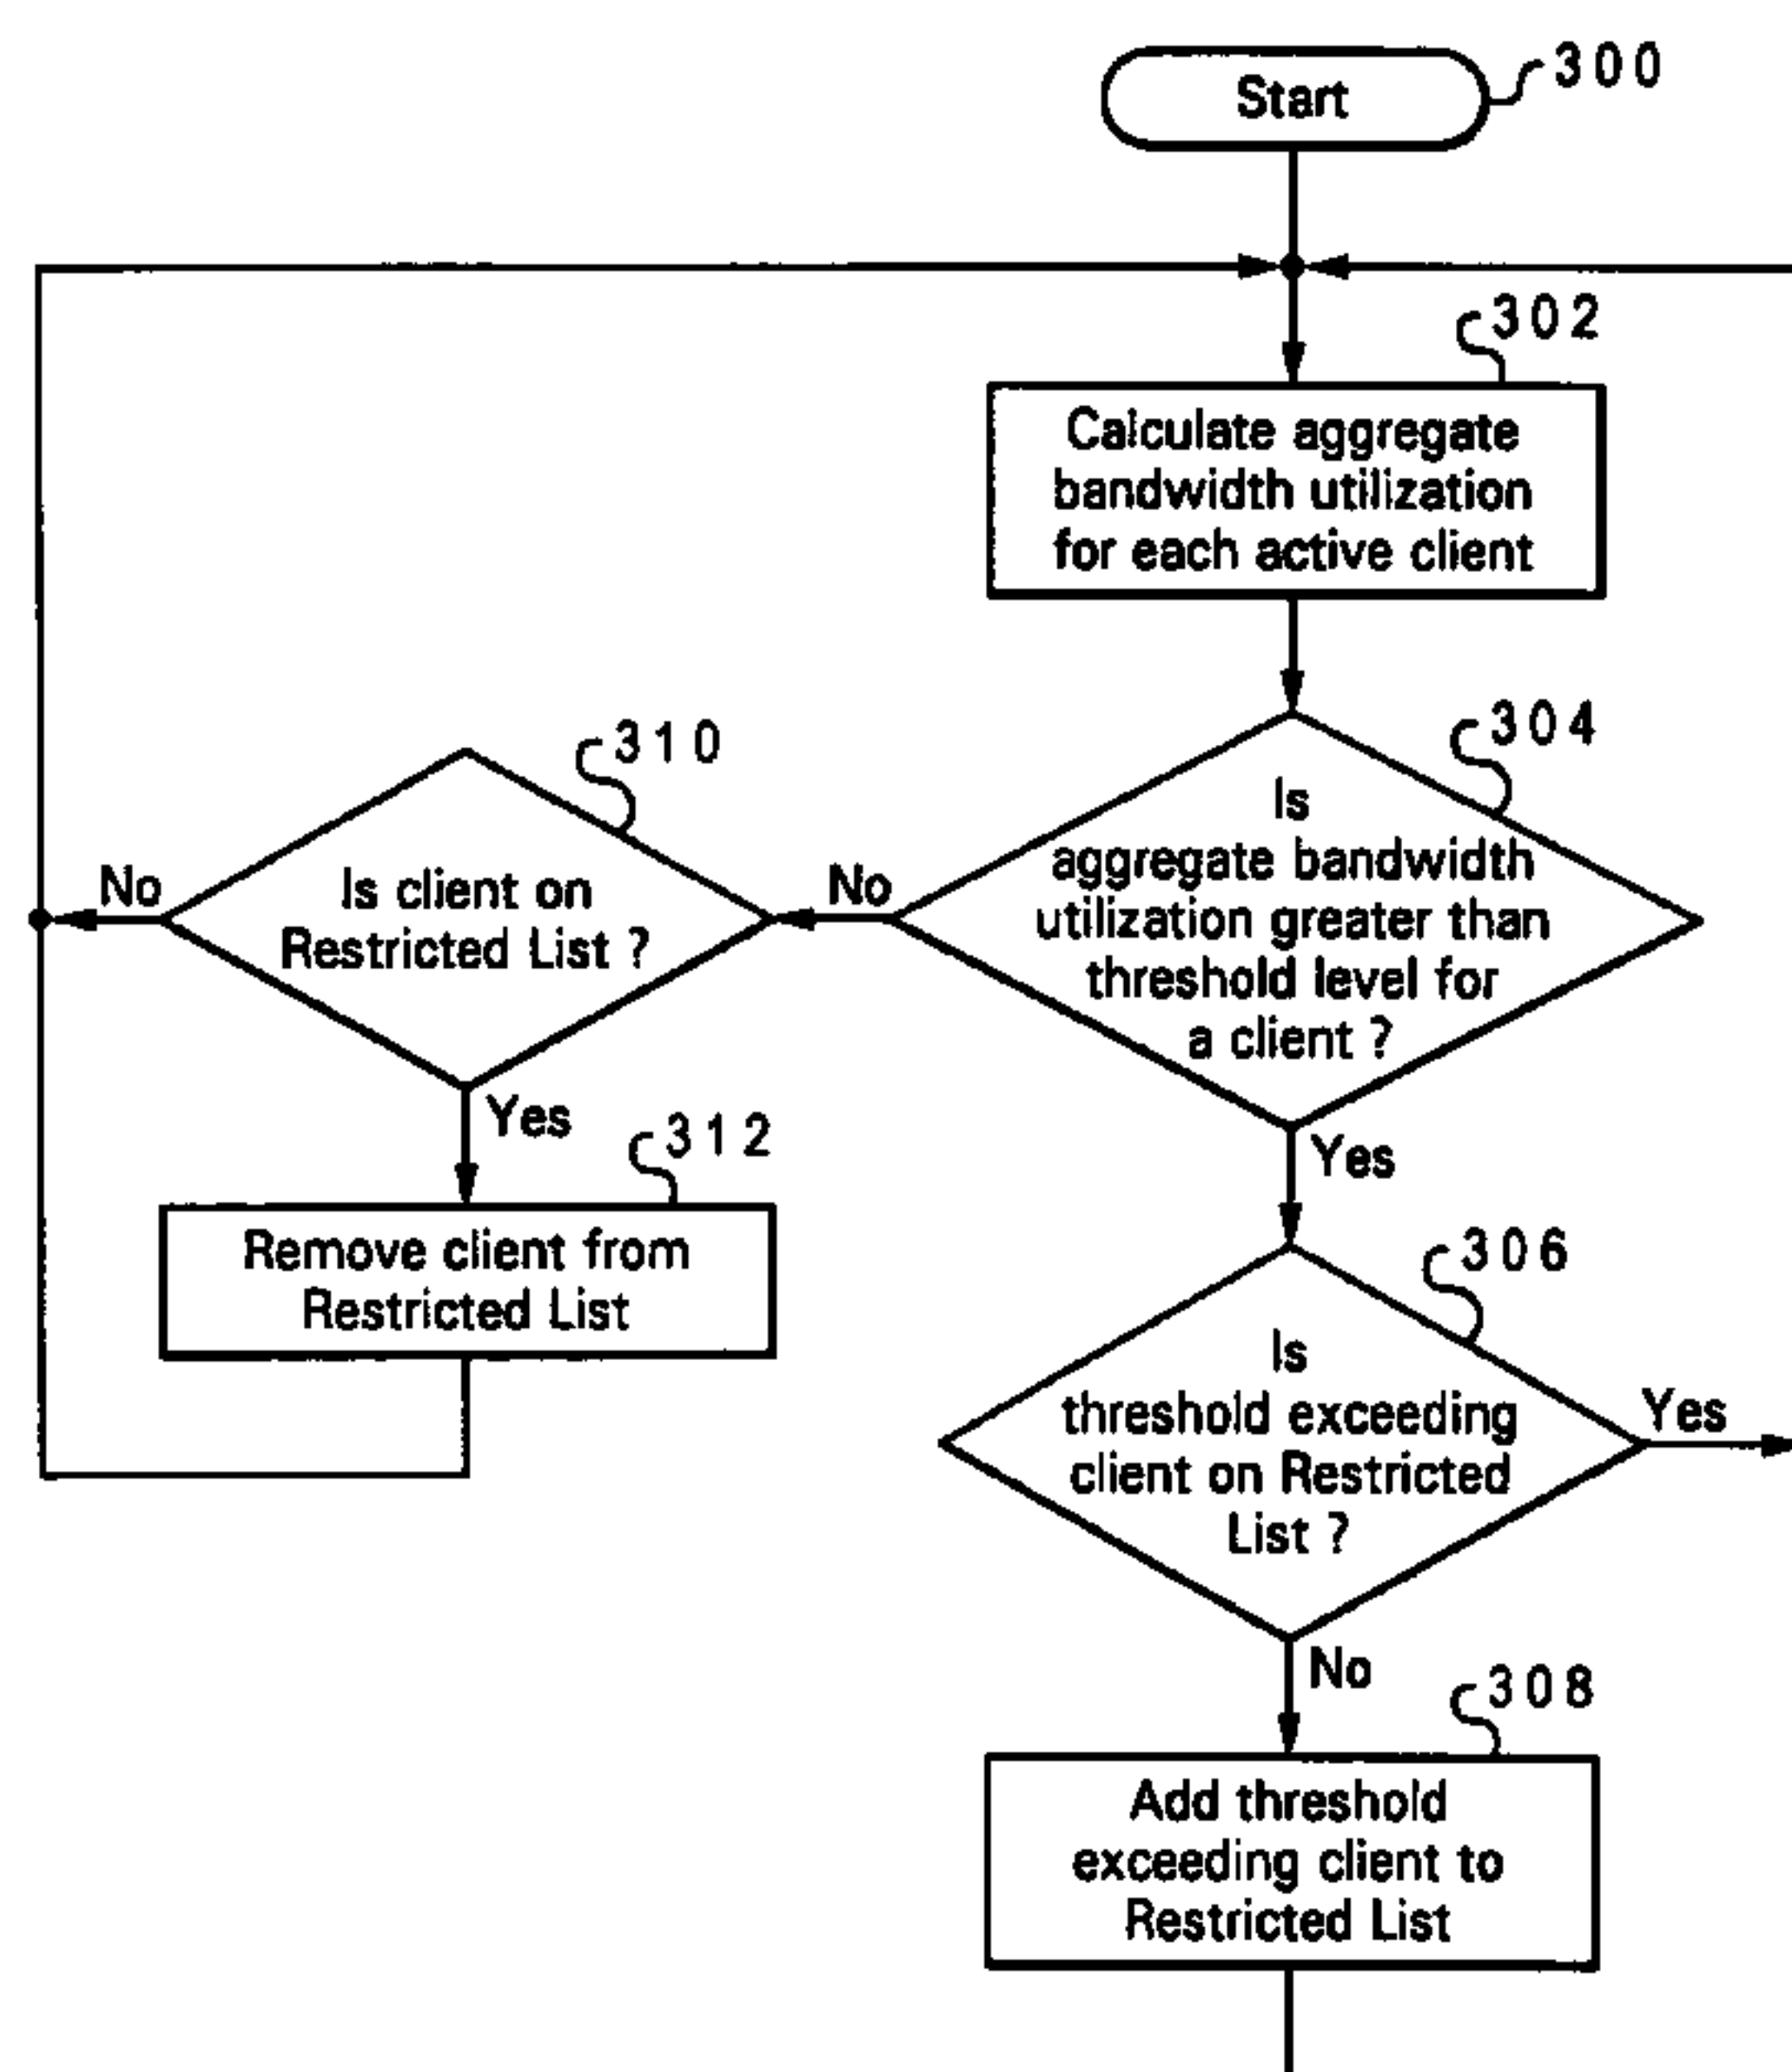 Start
300
302
Calculate aggregate
bandwidth utilization
for each active client
304
Is
aggregate bandwidth
utilization greater than
threshold level for
a client ?
No
310
Is client on
Restricted List ?
No
Yes
312
Remove client from
Restricted List
Yes
306
Is
threshold exceeding
client on Restricted
List ?
Yes
No
308
Add threshold
exceeding client to
Restricted List